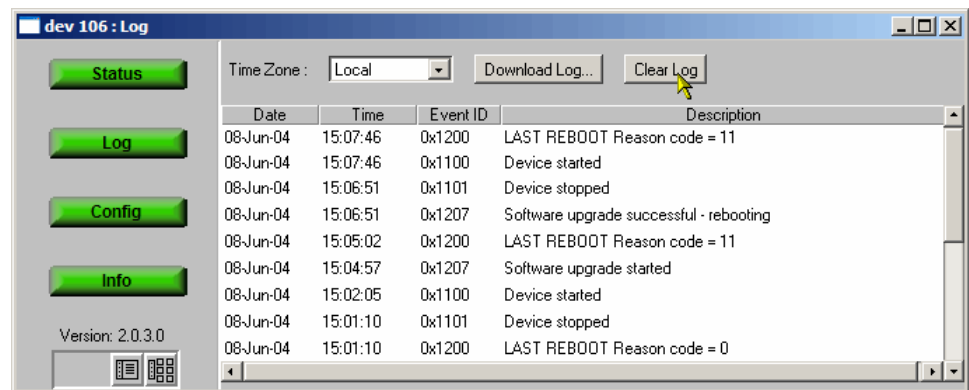 dev 106 : Log
Status
Log
Config
Info
Version: 2.0.3.0
Time Zone : Local Download Log... Clear Log
Date Time Event ID Description
08-Jun-04 15:07:46 0x1200 LAST REBOOT Reason code = 11
08-Jun-04 15:07:46 0x1100 Device started
08-Jun-04 15:06:51 0x1101 Device stopped
08-Jun-04 15:06:51 0x1207 Software upgrade successful - rebooting
08-Jun-04 15:05:02 0x1200 LAST REBOOT Reason code = 11
08-Jun-04 15:04:57 0x1207 Software upgrade started
08-Jun-04 15:02:05 0x1100 Device started
08-Jun-04 15:01:10 0x1101 Device stopped
08-Jun-04 15:01:10 0x1200 LAST REBOOT Reason code = 0